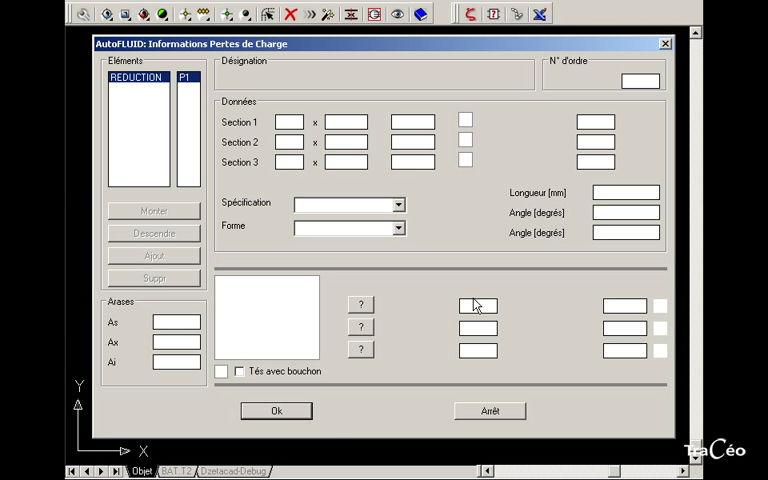 AutoFLUID: Informations Pertes de Charge
Eléments
REDUCTION P1
Désignation
N° d'ordre
Données
Section 1 x
Section 2 x
Section 3 x
Longueur [mm]
Spécification
Angle [degrés]
Forme
Angle [degrés]
Monter
Descendre
Ajout
Suppr
Arases
As
Ax
Ai
?
?
?
Tés avec bouchon
Ok
Arrêt
Y
X
TraCéo
Objet BAT.T2 Dzetacad-Debug